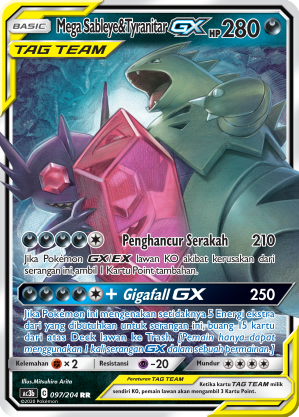 BASIC Mega Sableye&Tyranitar GX HP 280
TAG TEAM
Penghancur Serakah 210
Jika Pokémon GX EX lawan KO akibat kerusakan dari
serangan ini, ambil 1 Kartu Point tambahan.
+ Gigafall GX 250
Jika Pokémon ini mengenakan setidaknya 5 Energi ekstra
dari yang dibutuhkan untuk serangan ini, buang 15 kartu
dari atas Deck lawan ke Trash. [Pemain hanya dapat
menggunakan 1 kali serangan GX dalam permainan.]
Kelemahan ×2 Resistansi -20 Mundur
Illus. Mitsuhiro Arita
Peraturan TAG TEAM
Ketika kartu TAG TEAM milik
pemain KO, lawan mengambil 3 Kartu Point.
AC3b 097/204 RR
©2020 Pokémon